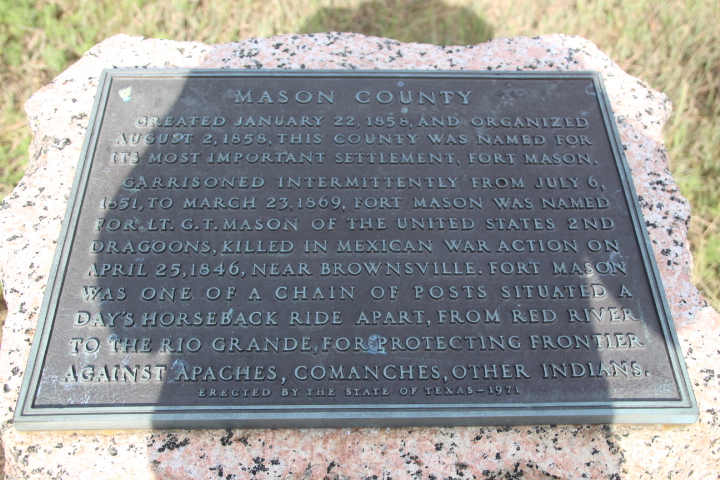 MASON COUNTY
CREATED JANUARY 22, 1858, AND ORGANIZED
AUGUST 2, 1858, THIS COUNTY WAS NAMED FOR
ITS MOST IMPORTANT SETTLEMENT, FORT MASON.
GARRISONED INTERMITTENTLY FROM JULY 6,
1851, TO MARCH 23, 1869, FORT MASON WAS NAMED
FOR LT. G. T. MASON OF THE UNITED STATES 2ND
DRAGOONS, KILLED IN MEXICAN WAR ACTION ON
APRIL 25, 1846, NEAR BROWNSVILLE. FORT MASON
WAS ONE OF A CHAIN OF POSTS SITUATED A
DAY'S HORSEBACK RIDE APART, FROM RED RIVER
TO THE RIO GRANDE, FOR PROTECTING FRONTIER
AGAINST APACHES, COMANCHES, OTHER INDIANS.
ERECTED BY THE STATE OF TEXAS - 1971